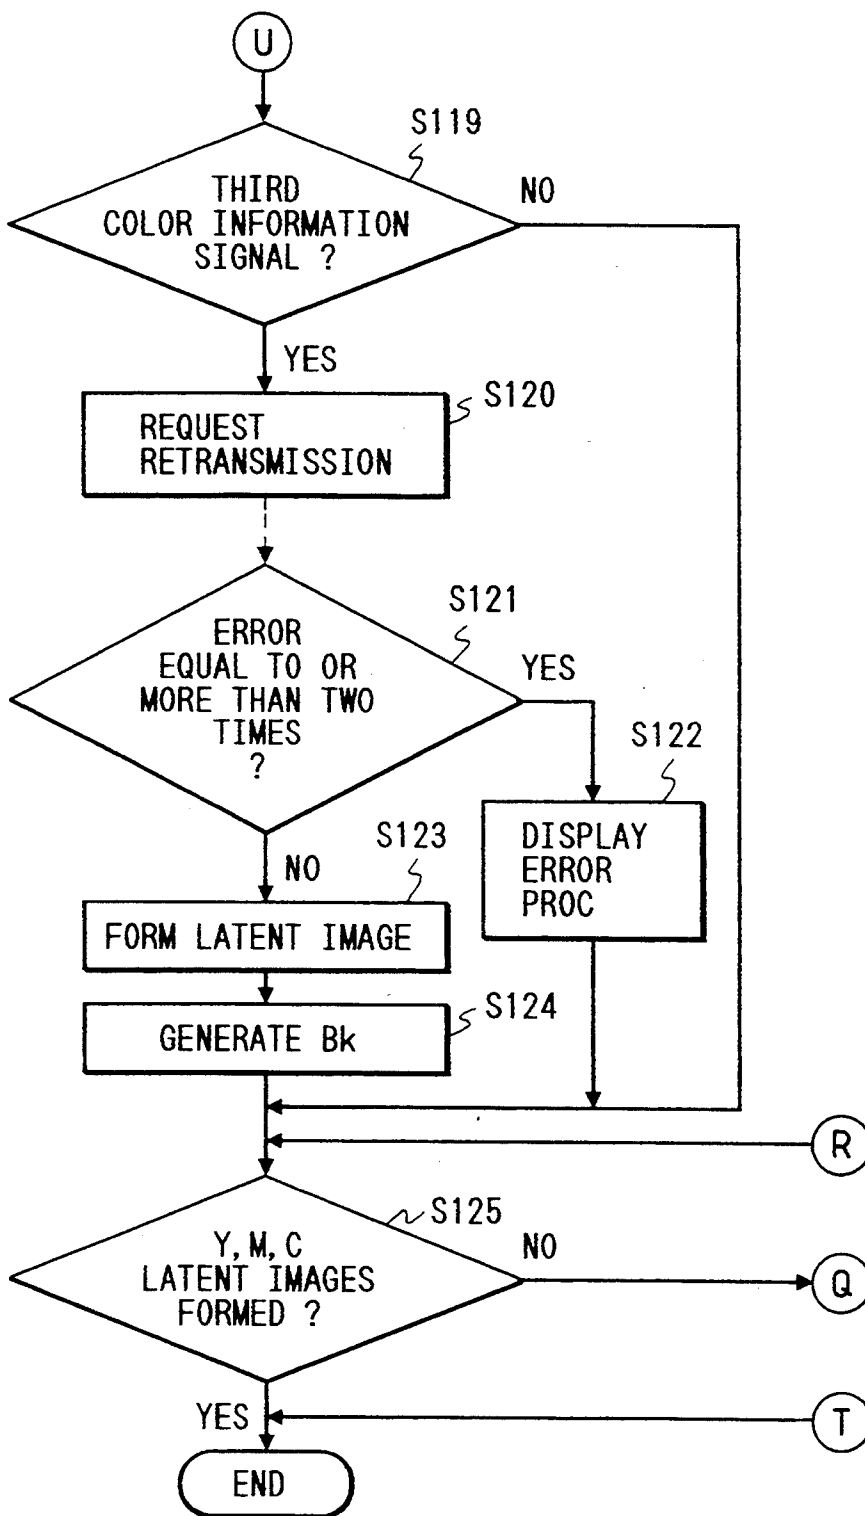 U
S119
THIRD
COLOR INFORMATION
SIGNAL ?
NO
YES
S120
REQUEST
RETRANSMISSION
S121
ERROR
EQUAL TO OR
MORE THAN TWO
TIMES
?
YES
S122
DISPLAY
ERROR
PROC
NO
S123
FORM LATENT IMAGE
S124
GENERATE Bk
R
S125
Y, M, C
LATENT IMAGES
FORMED ?
NO
Q
YES
T
END